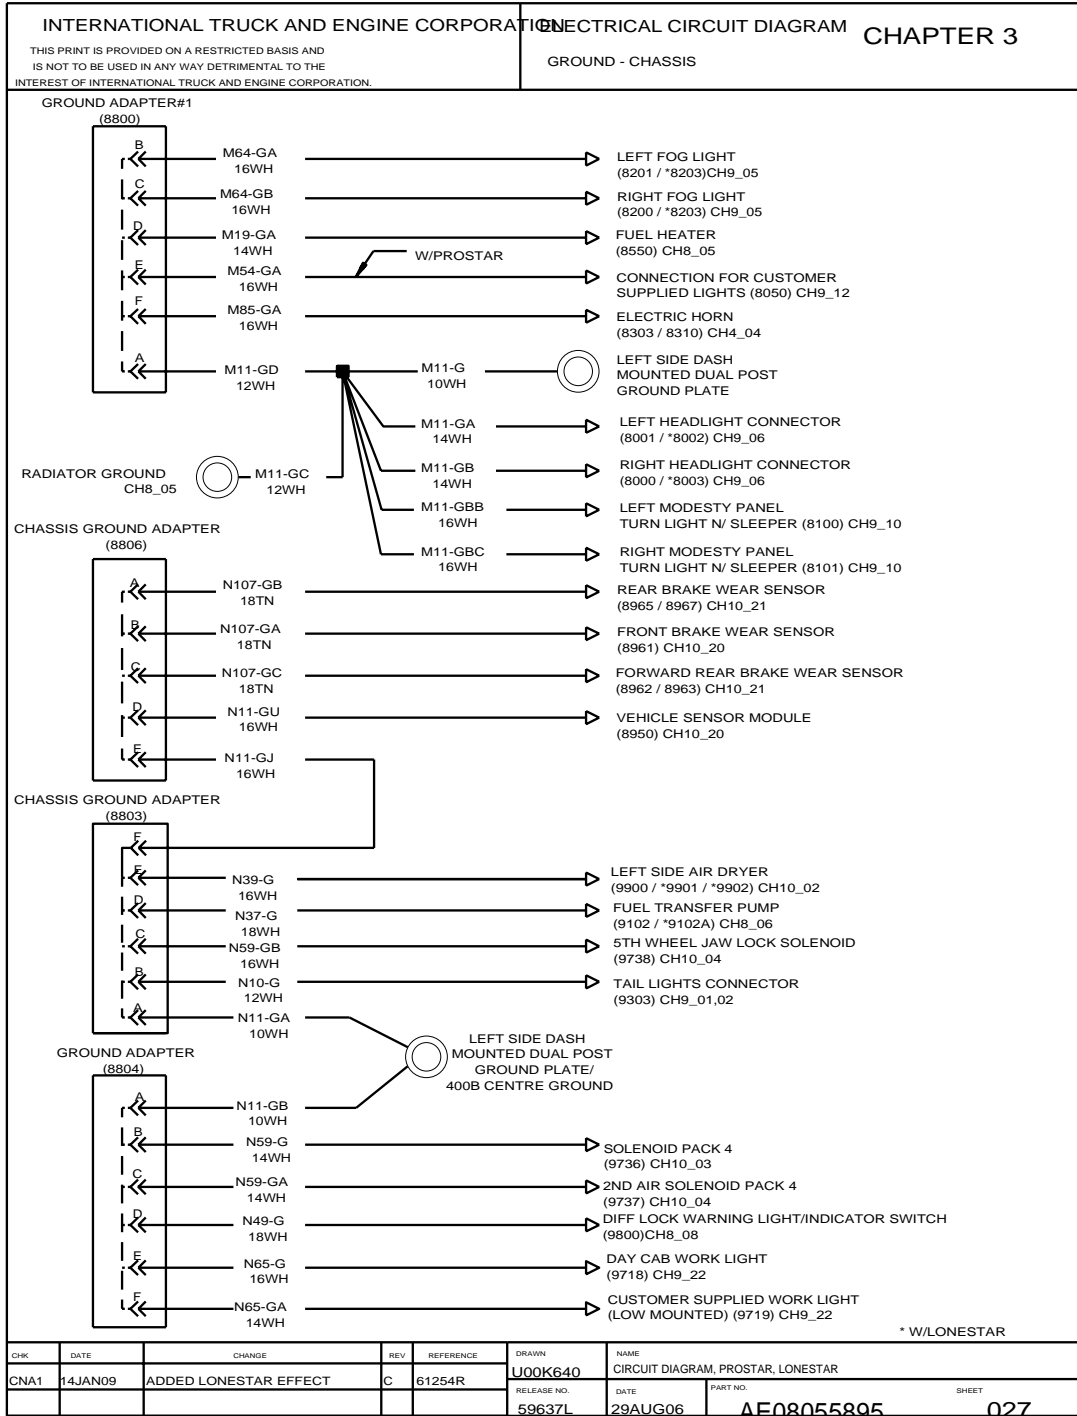 INTERNATIONAL TRUCK AND ENGINE CORPORATION
THIS PRINT IS PROVIDED ON A RESTRICTED BASIS AND
IS NOT TO BE USED IN ANY WAY DETRIMENTAL TO THE
INTEREST OF INTERNATIONAL TRUCK AND ENGINE CORPORATION.
ELECTRICAL CIRCUIT DIAGRAM
CHAPTER 3
GROUND - CHASSIS
GROUND ADAPTER#1
(8800)
B
M64-GA
16WH
LEFT FOG LIGHT
(8201 / *8203)CH9_05
C
M64-GB
16WH
RIGHT FOG LIGHT
(8200 / *8203) CH9_05
D
M19-GA
14WH
FUEL HEATER
(8550) CH8_05
W/PROSTAR
E
M54-GA
16WH
CONNECTION FOR CUSTOMER
SUPPLIED LIGHTS (8050) CH9_12
F
M85-GA
16WH
ELECTRIC HORN
(8303 / 8310) CH4_04
A
M11-GD
12WH
M11-G
10WH
LEFT SIDE DASH
MOUNTED DUAL POST
GROUND PLATE
M11-GA
14WH
LEFT HEADLIGHT CONNECTOR
(8001 / *8002) CH9_06
RADIATOR GROUND
CH8_05
M11-GC
12WH
M11-GB
14WH
RIGHT HEADLIGHT CONNECTOR
(8000 / *8003) CH9_06
M11-GBB
16WH
LEFT MODESTY PANEL
TURN LIGHT N/ SLEEPER (8100) CH9_10
M11-GBC
16WH
RIGHT MODESTY PANEL
TURN LIGHT N/ SLEEPER (8101) CH9_10
CHASSIS GROUND ADAPTER
(8806)
A
N107-GB
18TN
REAR BRAKE WEAR SENSOR
(8965 / 8967) CH10_21
B
N107-GA
18TN
FRONT BRAKE WEAR SENSOR
(8961) CH10_20
C
N107-GC
18TN
FORWARD REAR BRAKE WEAR SENSOR
(8962 / 8963) CH10_21
D
N11-GU
16WH
VEHICLE SENSOR MODULE
(8950) CH10_20
E
N11-GJ
16WH
CHASSIS GROUND ADAPTER
(8803)
F
E
N39-G
16WH
LEFT SIDE AIR DRYER
(9900 / *9901 / *9902) CH10_02
D
N37-G
18WH
FUEL TRANSFER PUMP
(9102 / *9102A) CH8_06
C
N59-GB
16WH
5TH WHEEL JAW LOCK SOLENOID
(9738) CH10_04
B
N10-G
12WH
TAIL LIGHTS CONNECTOR
(9303) CH9_01,02
A
N11-GA
10WH
LEFT SIDE DASH
MOUNTED DUAL POST
GROUND PLATE/
400B CENTRE GROUND
GROUND ADAPTER
(8804)
A
N11-GB
10WH
B
N59-G
14WH
SOLENOID PACK 4
(9736) CH10_03
C
N59-GA
14WH
2ND AIR SOLENOID PACK 4
(9737) CH10_04
D
N49-G
18WH
DIFF LOCK WARNING LIGHT/INDICATOR SWITCH
(9800)CH8_08
E
N65-G
16WH
DAY CAB WORK LIGHT
(9718) CH9_22
F
N65-GA
14WH
CUSTOMER SUPPLIED WORK LIGHT
(LOW MOUNTED) (9719) CH9_22
* W/LONESTAR
CHK DATE CHANGE REV REFERENCE
CNA1 14JAN09 ADDED LONESTAR EFFECT C 61254R
DRAWN
U00K640
NAME
CIRCUIT DIAGRAM, PROSTAR, LONESTAR
RELEASE NO.
59637L
DATE
29AUG06
PART NO.
AE08055895
SHEET
027